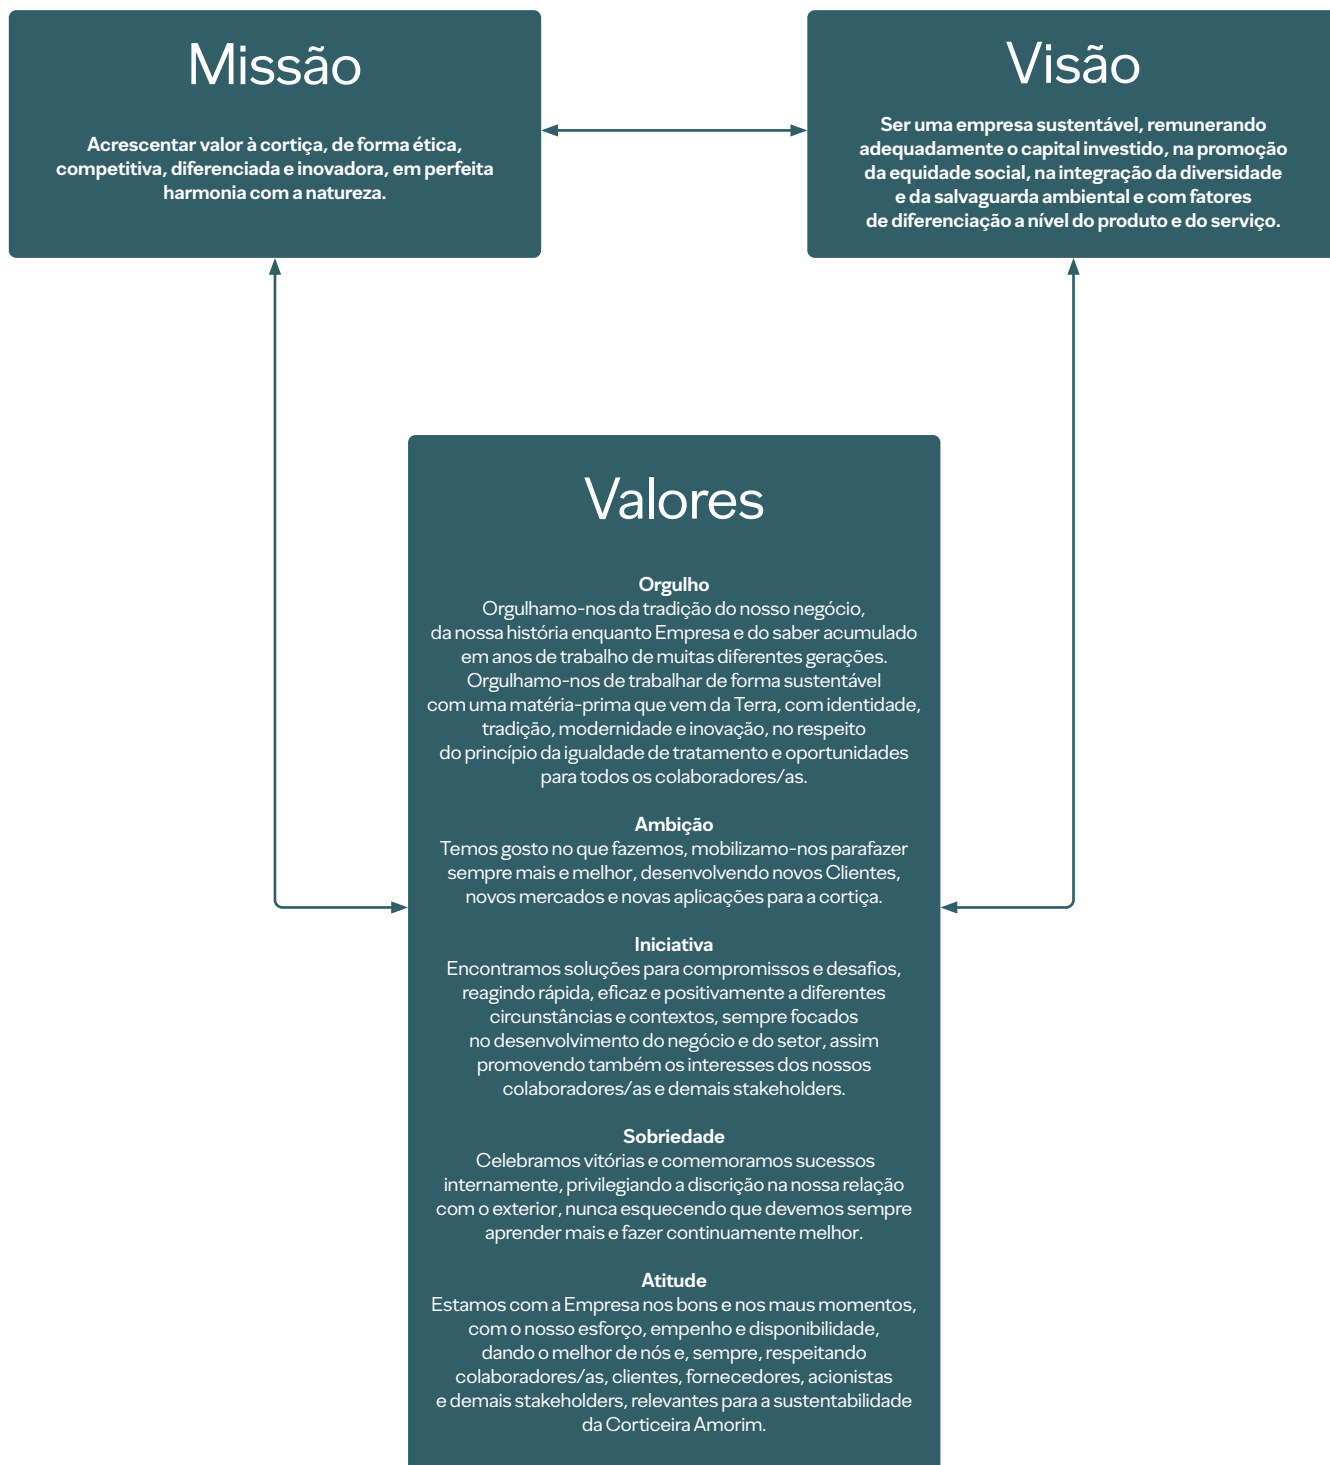 Missão
Acrescentar valor à cortiça, de forma ética,
competitiva, diferenciada e inovadora, em perfeita
harmonia com a natureza.
Visão
Ser uma empresa sustentável, remunerando
adequadamente o capital investido, na promoção
da equidade social, na integração da diversidade
e da salvaguarda ambiental e com fatores
de diferenciação a nível do produto e do serviço.
Valores
Orgulho
Orgulhamo-nos da tradição do nosso negócio,
da nossa história enquanto Empresa e do saber acumulado
em anos de trabalho de muitas diferentes gerações.
Orgulhamo-nos de trabalhar de forma sustentável
com uma matéria-prima que vem da Terra, com identidade,
tradição, modernidade e inovação, no respeito
do princípio da igualdade de tratamento e oportunidades
para todos os colaboradores/as.
Ambição
Temos gosto no que fazemos, mobilizamo-nos parafazer
sempre mais e melhor, desenvolvendo novos Clientes,
novos mercados e novas aplicações para a cortiça.
Iniciativa
Encontramos soluções para compromissos e desafios,
reagindo rápida, eficaz e positivamente a diferentes
circunstâncias e contextos, sempre focados
no desenvolvimento do negócio e do setor, assim
promovendo também os interesses dos nossos
colaboradores/as e demais stakeholders.
Sobriedade
Celebramos vitórias e comemoramos sucessos
internamente, privilegiando a discrição na nossa relação
com o exterior, nunca esquecendo que devemos sempre
aprender mais e fazer continuamente melhor.
Atitude
Estamos com a Empresa nos bons e nos maus momentos,
com o nosso esforço, empenho e disponibilidade,
dando o melhor de nós e, sempre, respeitando
colaboradores/as, clientes, fornecedores, acionistas
e demais stakeholders, relevantes para a sustentabilidade
da Corticeira Amorim.